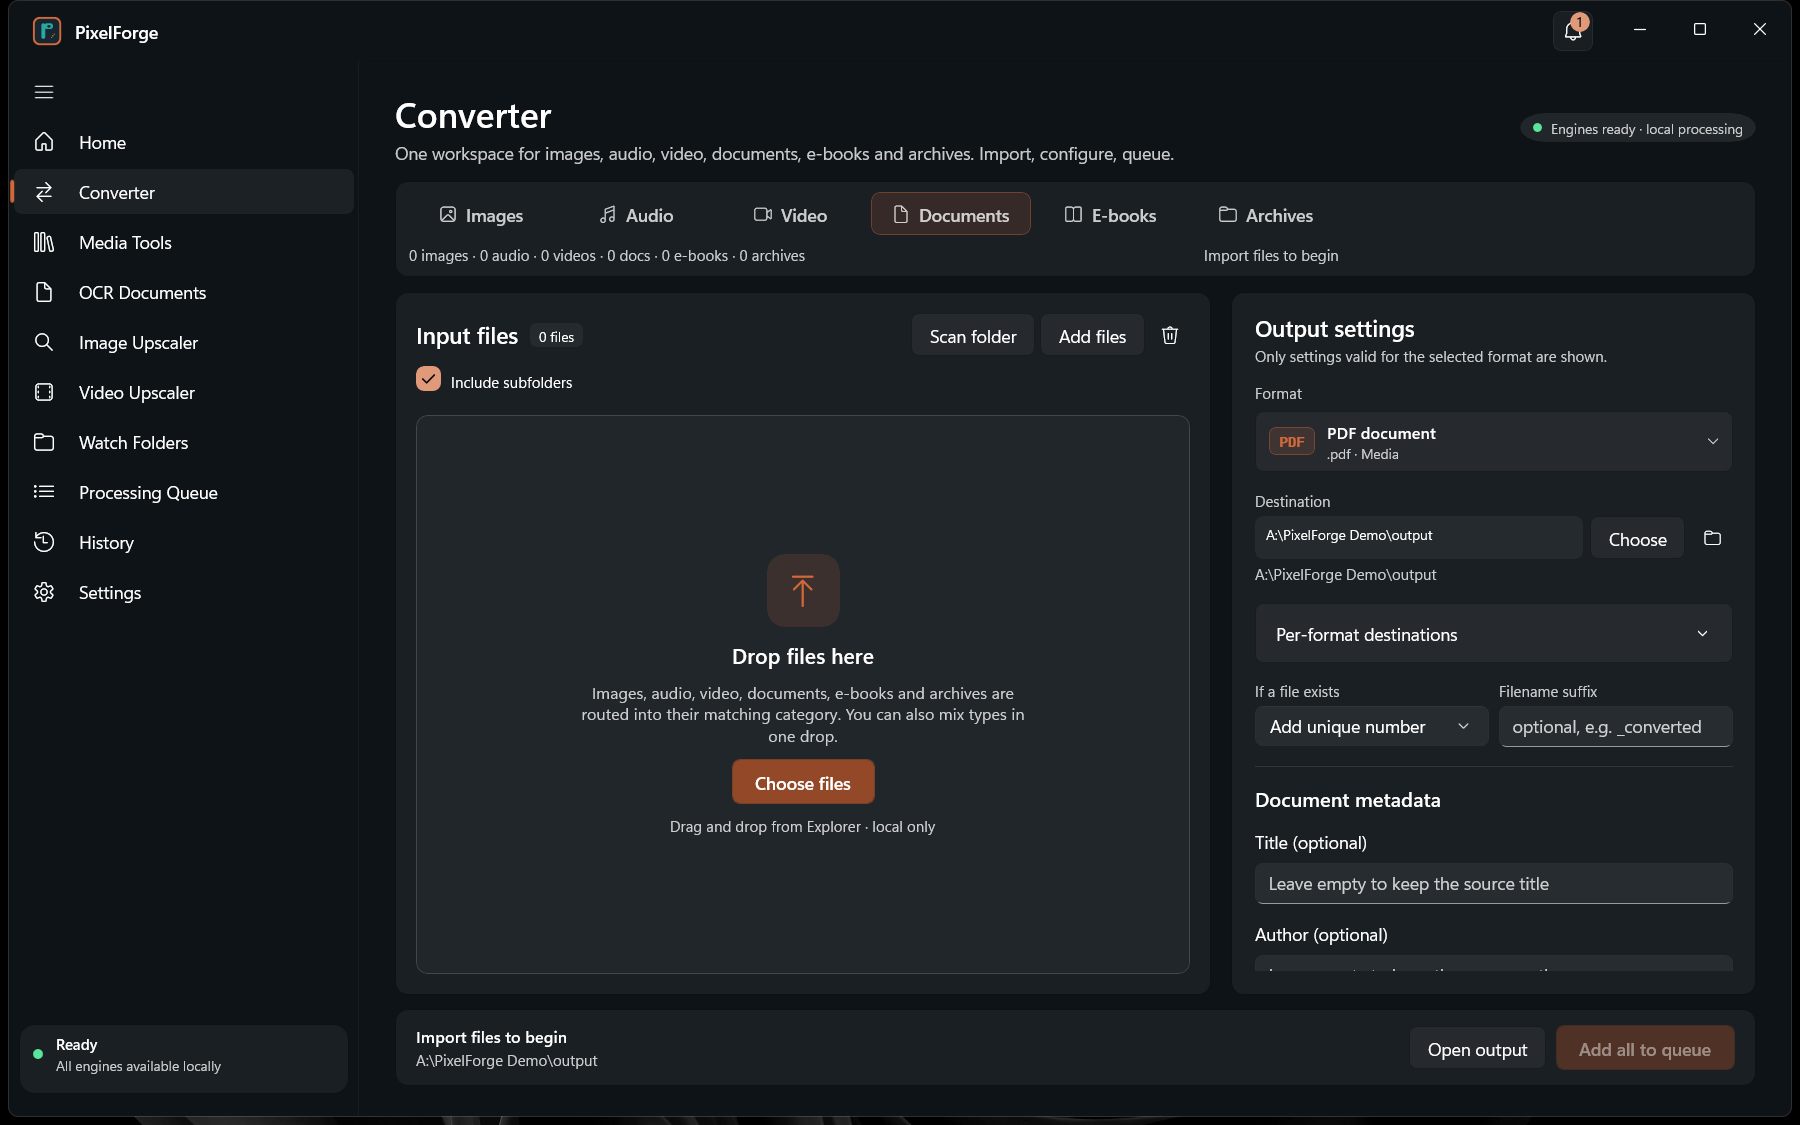 PixelForge
1
Home
Converter
Media Tools
OCR Documents
Image Upscaler
Video Upscaler
Watch Folders
Processing Queue
History
Settings
Ready
All engines available locally
Converter
One workspace for images, audio, video, documents, e-books and archives. Import, configure, queue.
Engines ready · local processing
Images
Audio
Video
Documents
E-books
Archives
0 images · 0 audio · 0 videos · 0 docs · 0 e-books · 0 archives
Import files to begin
Input files
0 files
Scan folder
Add files
Include subfolders
Drop files here
Images, audio, video, documents, e-books and archives are
routed into their matching category. You can also mix types in
one drop.
Choose files
Drag and drop from Explorer · local only
Output settings
Only settings valid for the selected format are shown.
Format
PDF
PDF document
.pdf · Media
Destination
A:\PixelForge Demo\output
Choose
A:\PixelForge Demo\output
Per-format destinations
If a file exists
Filename suffix
Add unique number
optional, e.g. _converted
Document metadata
Title (optional)
Leave empty to keep the source title
Author (optional)
Import files to begin
A:\PixelForge Demo\output
Open output
Add all to queue